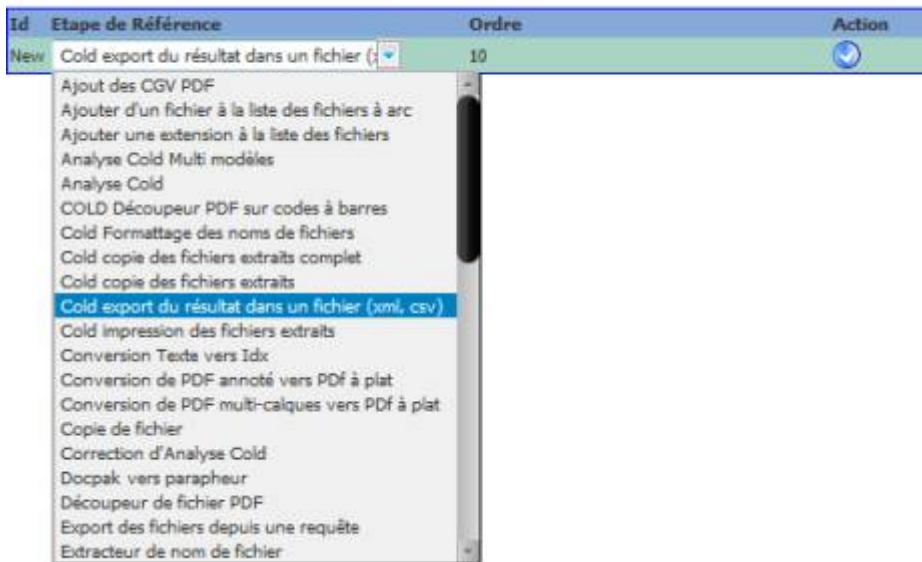 Id Etape de Référence Ordre Action
New Cold export du résultat dans un fichier (x 10
Ajout des CGV PDF
Ajouter d'un fichier à la liste des fichiers à arc
Ajouter une extension à la liste des fichiers
Analyse Cold Multi modèles
Analyse Cold
COLD Découpeur PDF sur codes à barres
Cold Formattage des noms de fichiers
Cold copie des fichiers extraits complet
Cold copie des fichiers extraits
Cold export du résultat dans un fichier (xml, csv)
Cold impression des fichiers extraits
Conversion Texte vers Idx
Conversion de PDF annoté vers PDf à plat
Conversion de PDF multi-calques vers PDf à plat
Copie de fichier
Correction d'Analyse Cold
Docpak vers parapheur
Découpeur de fichier PDF
Export des fichiers depuis une requête
Extracteur de nom de fichier